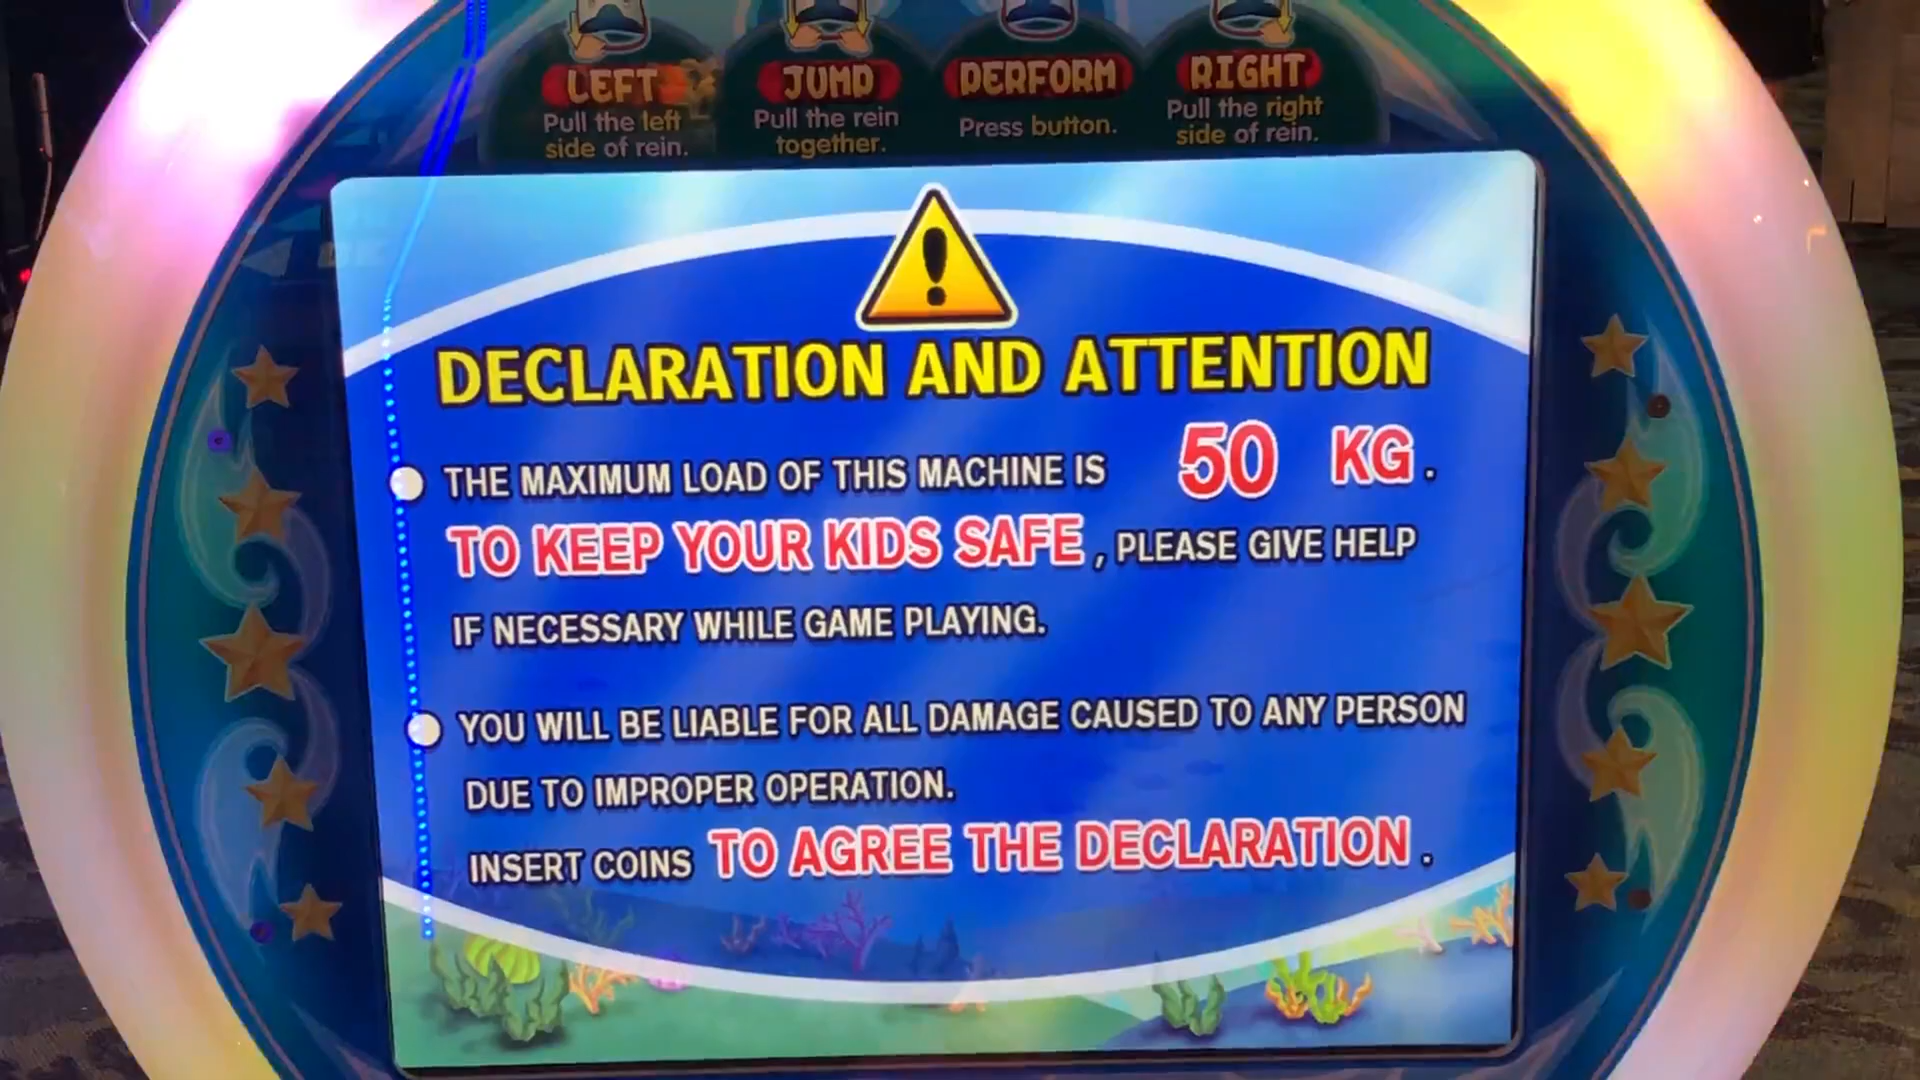 LEFT
Pull the left
side of rein.
JUMP
Pull the rein
together.
PERFORM
Press button.
RIGHT
Pull the right
side of rein.
DECLARATION AND ATTENTION
THE MAXIMUM LOAD OF THIS MACHINE IS 50 KG .
TO KEEP YOUR KIDS SAFE , PLEASE GIVE HELP
IF NECESSARY WHILE GAME PLAYING.
YOU WILL BE LIABLE FOR ALL DAMAGE CAUSED TO ANY PERSON
DUE TO IMPROPER OPERATION.
INSERT COINS TO AGREE THE DECLARATION .